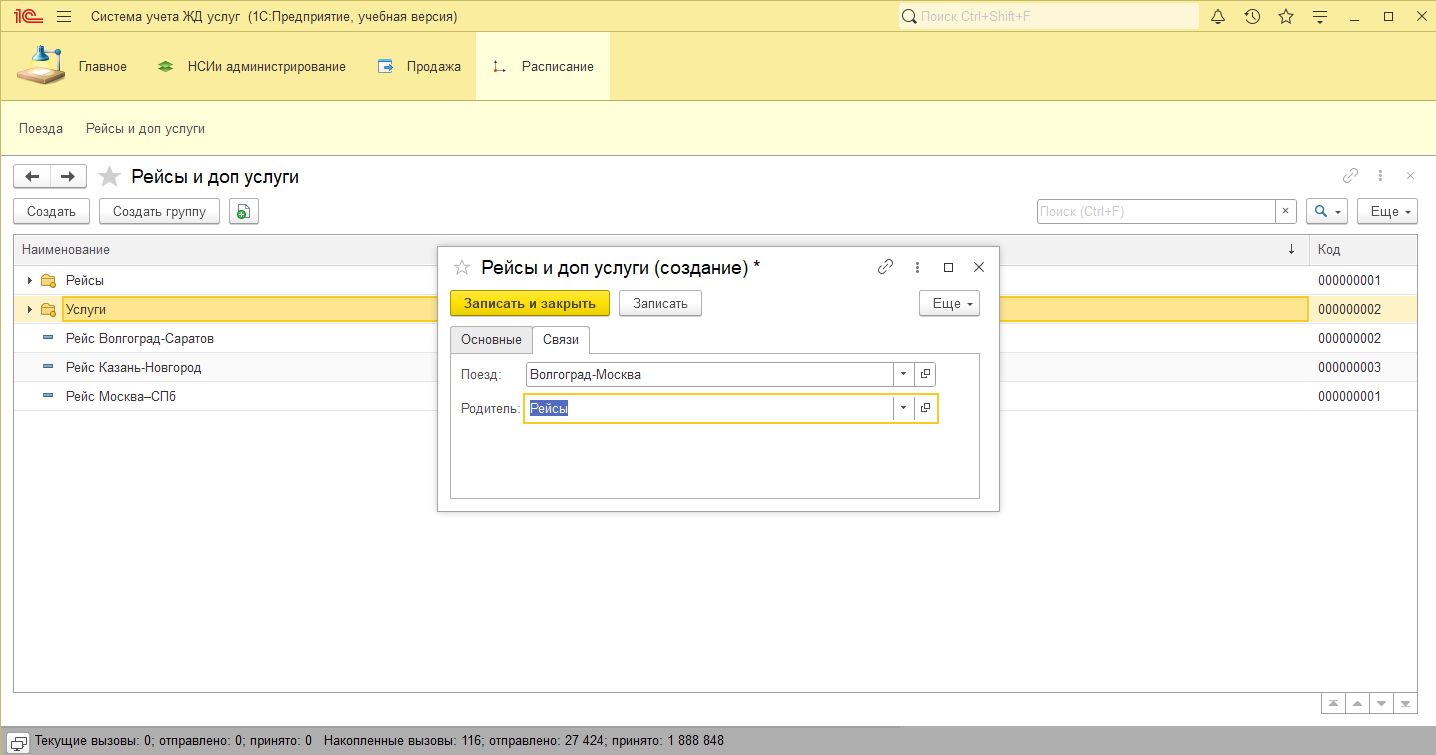 1С Система учета ЖД услуг (1С:Предприятие, учебная версия) Поиск Ctrl+Shift+F
Главное НСИи администрирование Продажа Расписание
Поезда Рейсы и доп услуги
Рейсы и доп услуги
Создать Создать группу Поиск (Ctrl+F) × Еще
Наименование ↓ Код
Рейсы 000000001
Услуги 000000002
Рейс Волгоград-Саратов 000000002
Рейс Казань-Новгород 000000003
Рейс Москва–СПб 000000001
Рейсы и доп услуги (создание) *
Записать и закрыть Записать Еще
Основные Связи
Поезд: Волгоград-Москва
Родитель: Рейсы
Текущие вызовы: 0; отправлено: 0; принято: 0 Накопленные вызовы: 116; отправлено: 27 424; принято: 1 888 848